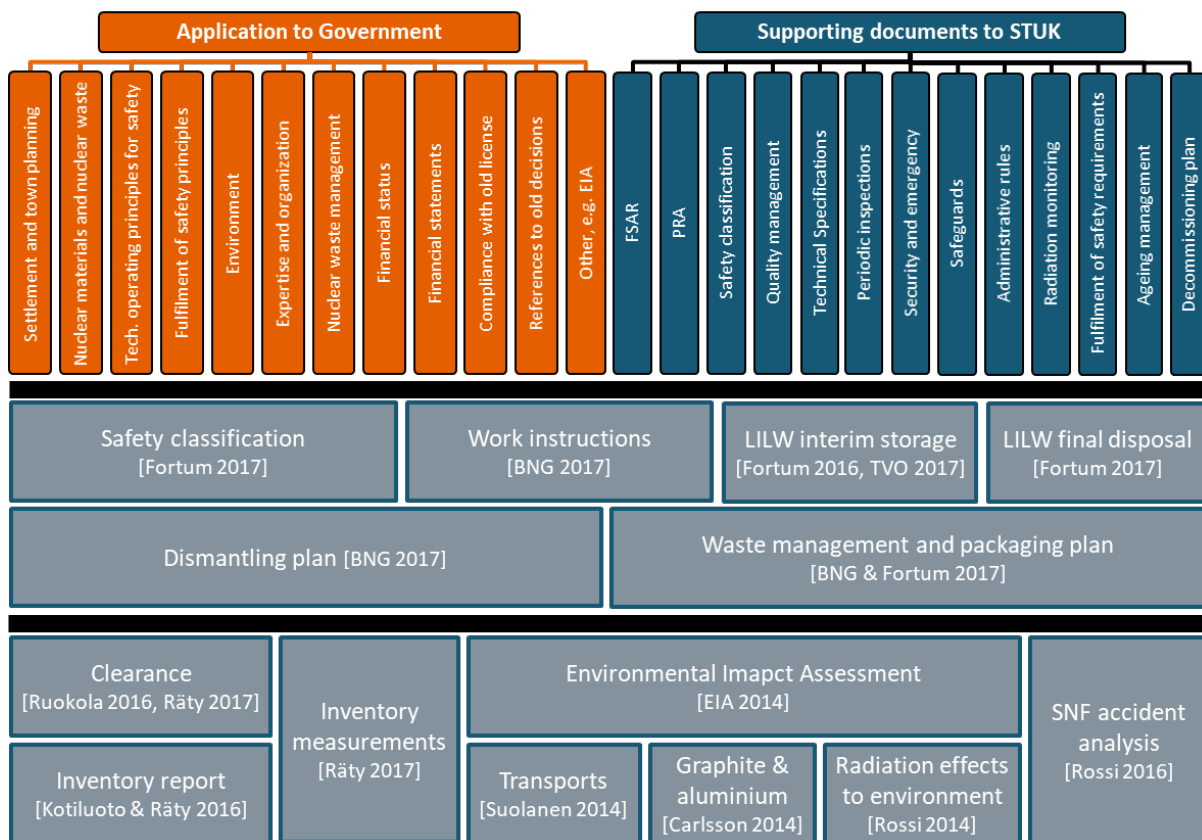 Application to Government
Supporting documents to STUK
Settlement and town planning
Nuclear materials and nuclear waste
Tech. operating principles for safety
Fulfilment of safety principles
Environment
Expertise and organization
Nuclear waste management
Financial status
Financial statements
Compliance with old license
References to old decisions
Other, e.g. EIA
FSAR
PRA
Safety classification
Quality management
Technical Specifications
Periodic inspections
Security and emergency
Safeguards
Administrative rules
Radiation monitoring
Fulfilment of safety requirements
Ageing management
Decommissioning plan
Safety classification
[Fortum 2017]
Work instructions
[BNG 2017]
LILW interim storage
[Fortum 2016, TVO 2017]
LILW final disposal
[Fortum 2017]
Dismantling plan [BNG 2017]
Waste management and packaging plan
[BNG & Fortum 2017]
Clearance
[Ruokola 2016, Räty 2017]
Inventory
measurements
[Räty 2017]
Environmental Imapct Assessment
[EIA 2014]
SNF accident
analysis
[Rossi 2016]
Inventory report
[Kotiluoto & Räty 2016]
Transports
[Suolanen 2014]
Graphite &
aluminium
[Carlsson 2014]
Radiation effects
to environment
[Rossi 2014]